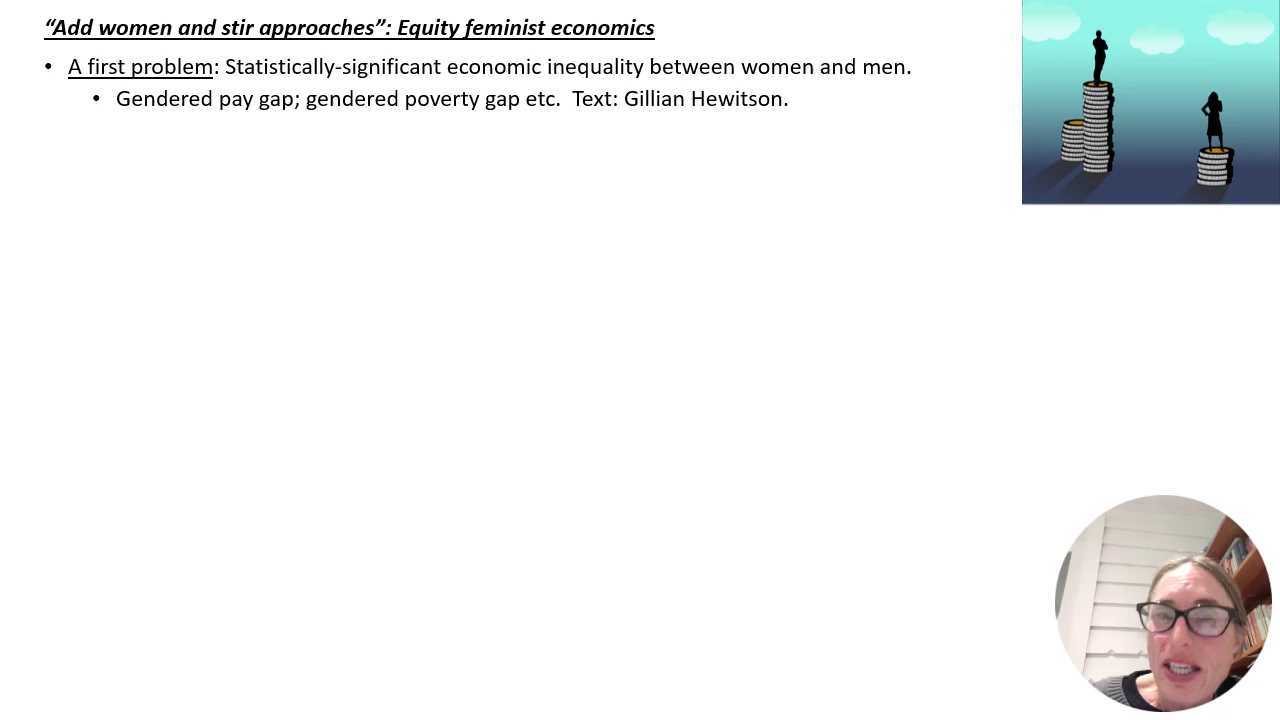 “Add women and stir approaches”: Equity feminist economics
• A first problem: Statistically-significant economic inequality between women and men.
• Gendered pay gap; gendered poverty gap etc.  Text: Gillian Hewitson.